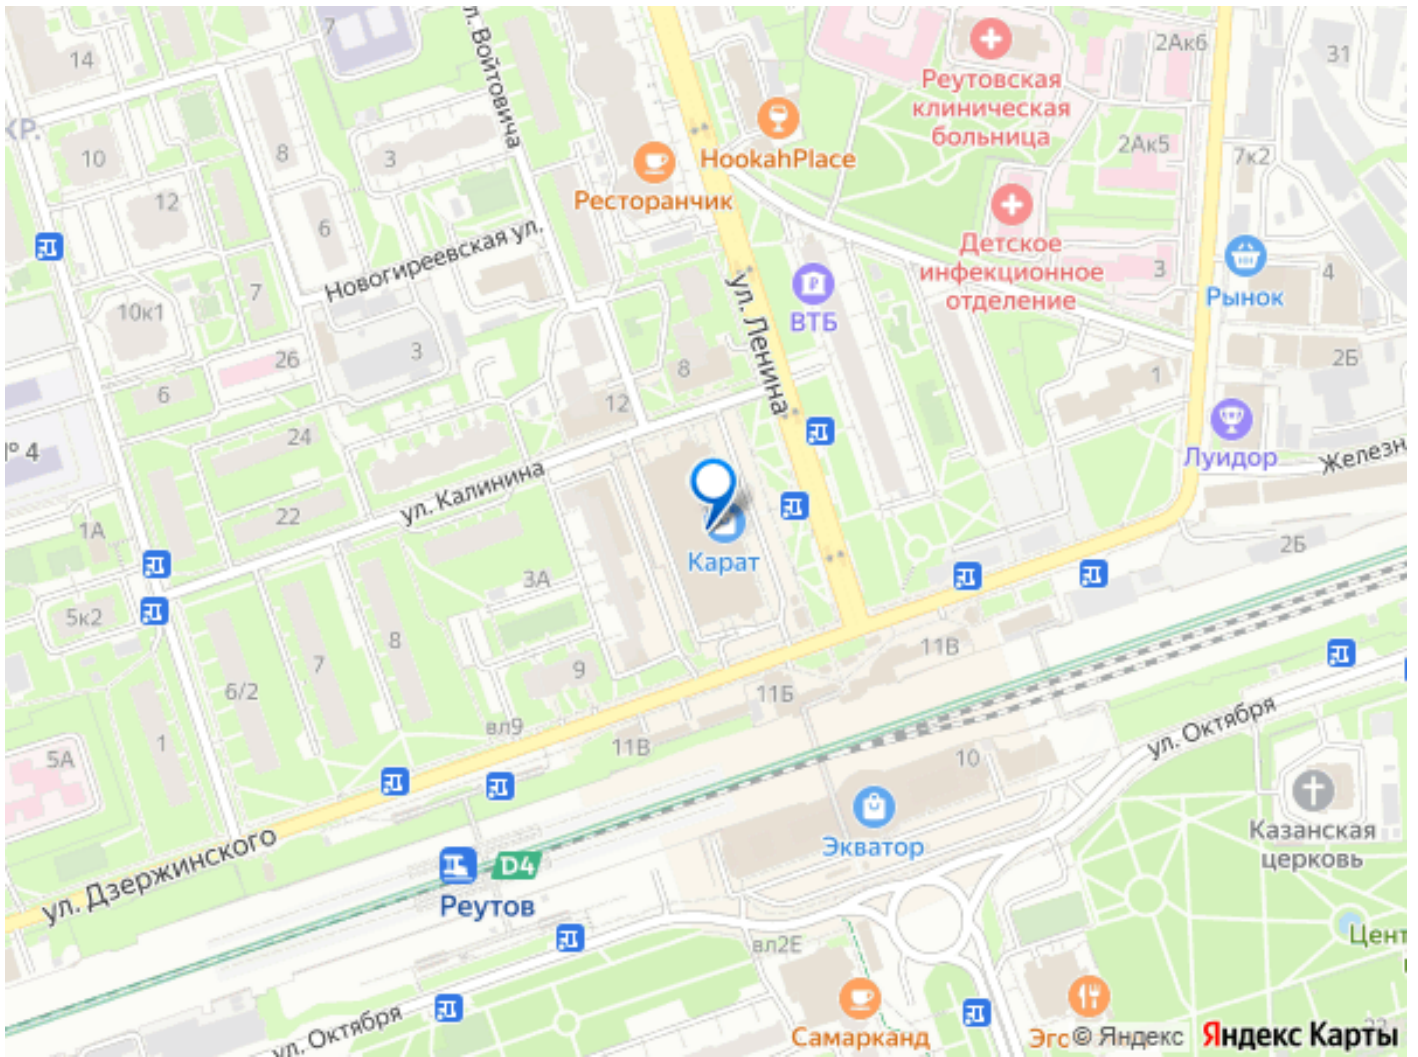 7
14
ул. Войтовича
КР.
10
8
3
12
6
Новогиреевская ул.
7
10к1
26
3
6
24
№ 4
22
1А
5к2
ул. Калинина
12
8
3А
8
7
6/2
9
1
5А
вл9
11В
11Б
11В
ул. Дзержинского
Ресторанчик
HookahPlace
ул. Ленина
ВТБ
Карат
Реутовская
клиническая
больница
Детское
инфекционное
отделение
2Ак6
31
2Ак5
7к2
3
4
Рынок
2Б
1
Луидор
2Б
ул. Октября
10
Экватор
Казанская
церковь
D4
Реутов
вл2Е
Самарканд
ул. Октября
© Яндекс
Яндекс Карты